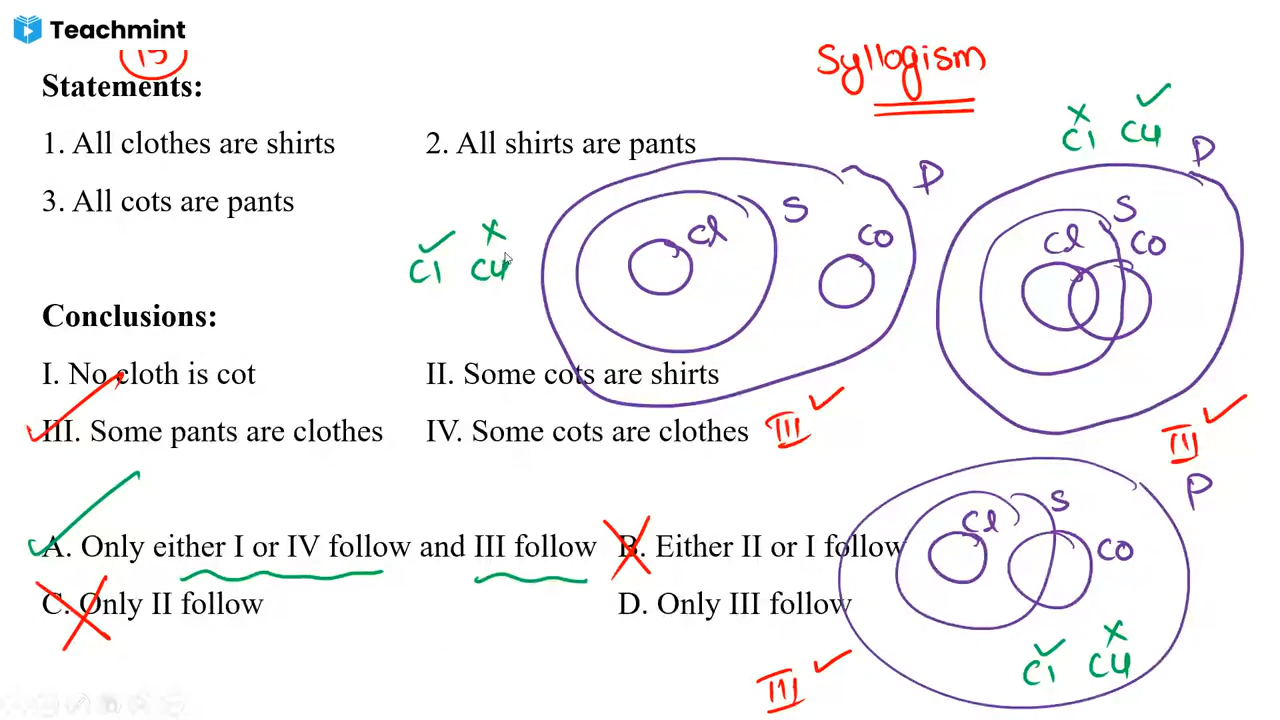 Teachmint
15
Syllogism
Statements:
1. All clothes are shirts 2. All shirts are pants
3. All cots are pants
Conclusions:
I. No cloth is cot II. Some cots are shirts
III. Some pants are clothes IV. Some cots are clothes
A. Only either I or IV follow and III follow B. Either II or I follow
C. Only II follow D. Only III follow
C1 C4
Cl S CO P
III
C1 C4
Cl S CO P
III
Cl S CO P
C1 C4
III